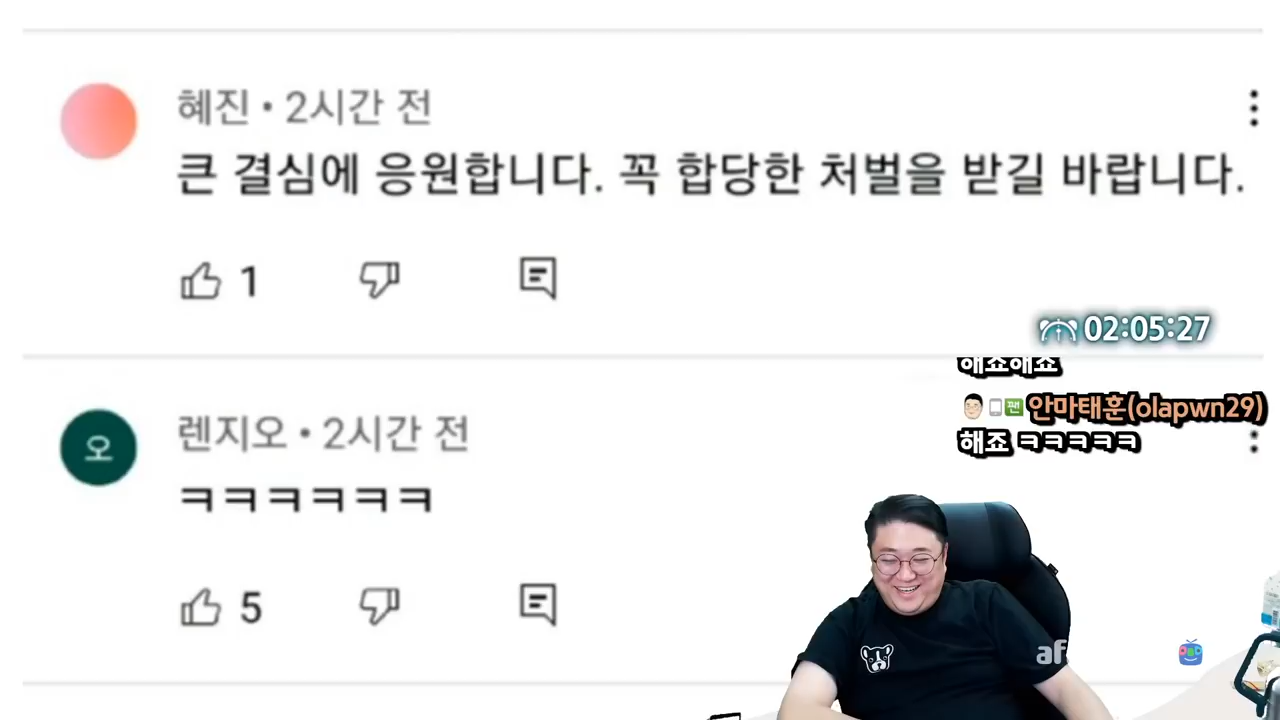 혜진 • 2시간 전
큰 결심에 응원합니다. 꼭 합당한 처벌을 받길 바랍니다.
1
02:05:27
해죠해죠
팬 안마태훈(olapwn29)
해죠 ㅋㅋㅋㅋㅋ
오
렌지오 • 2시간 전
ㅋㅋㅋㅋㅋㅋ
5
af